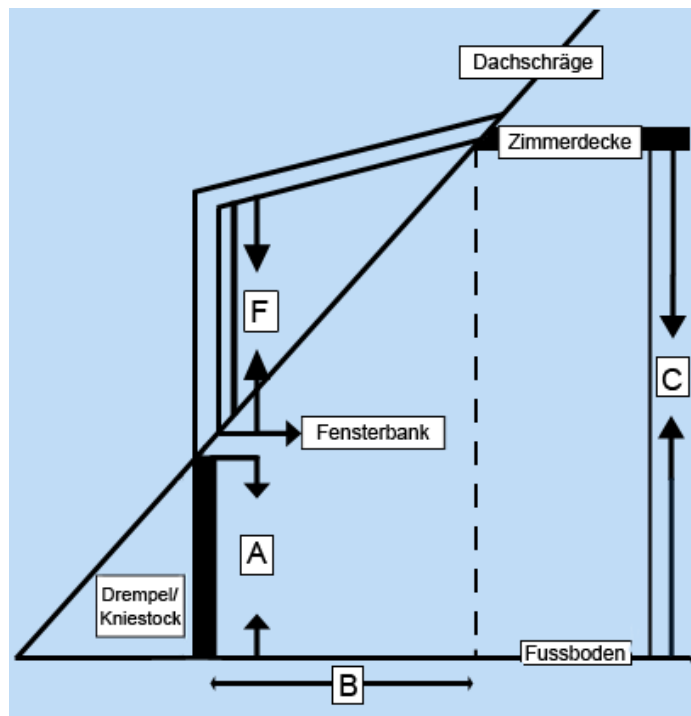 Dachschräge
Zimmerdecke
F
C
Fensterbank
A
Drempel/
Kniestock
Fussboden
B